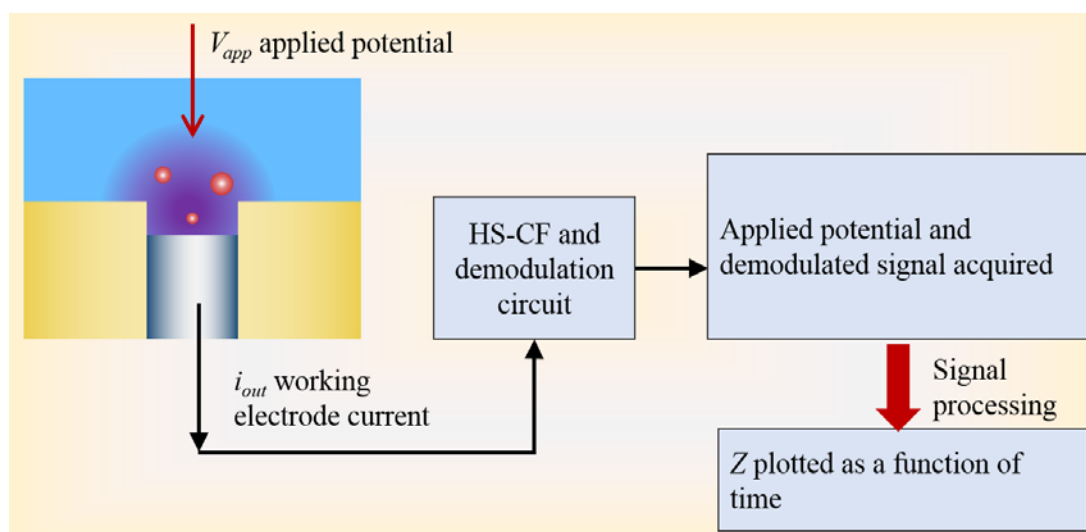 V_app applied potential
HS-CF and
demodulation
circuit
Applied potential and
demodulated signal acquired
i_out working
electrode current
Signal
processing
Z plotted as a function of
time